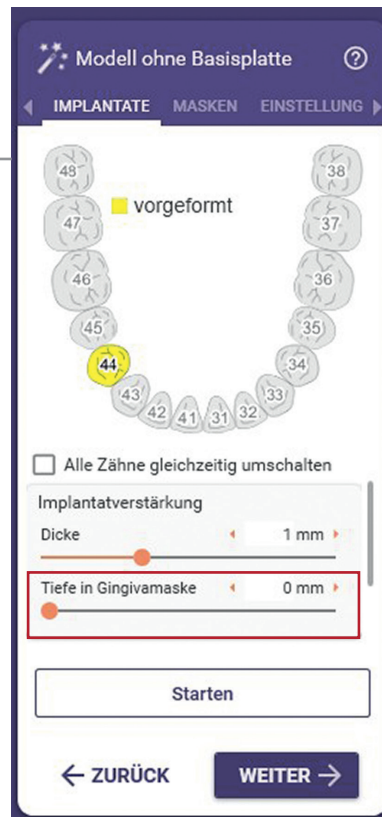 Modell ohne Basisplatte ?
IMPLANTATE MASKEN EINSTELLUNG
48 38
vorgeformt
47 37
46 36
45 35
44 34
43 33
42 41 31 32
Alle Zähne gleichzeitig umschalten
Implantatverstärkung
Dicke 1 mm
Tiefe in Gingivamaske 0 mm
Starten
← ZURÜCK WEITER →